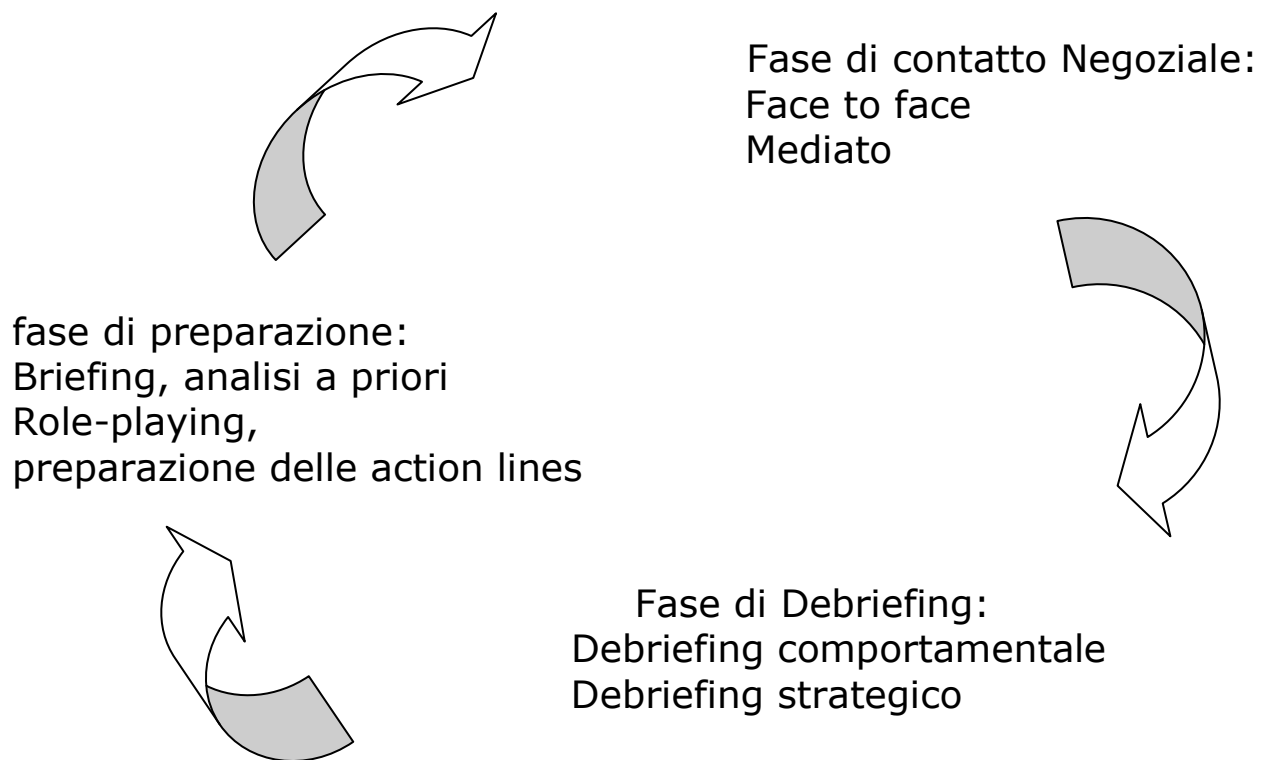 Fase di contatto Negoziale:
Face to face
Mediato
fase di preparazione:
Briefing, analisi a priori
Role-playing,
preparazione delle action lines
Fase di Debriefing:
Debriefing comportamentale
Debriefing strategico